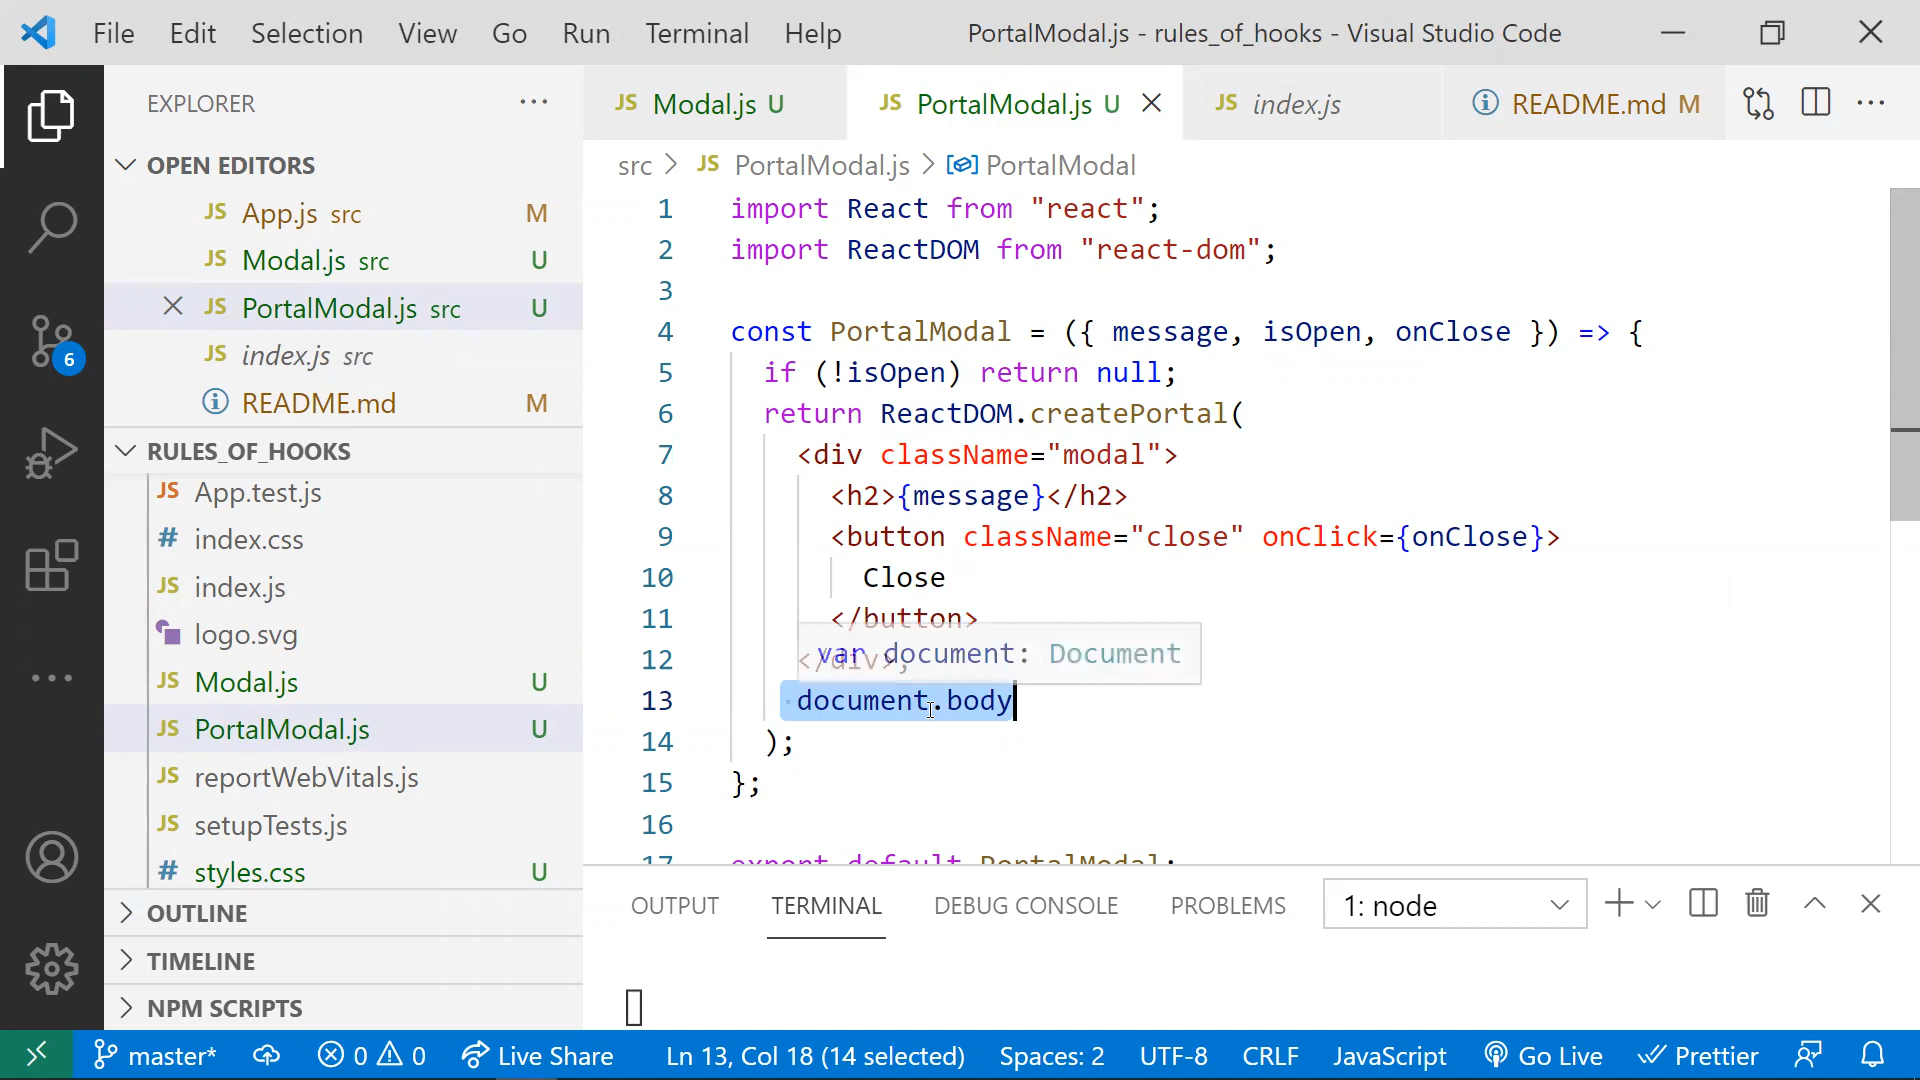 File Edit Selection View Go Run Terminal Help PortalModal.js - rules_of_hooks - Visual Studio Code
EXPLORER
OPEN EDITORS
JS App.js src M
JS Modal.js src U
JS PortalModal.js src U
JS index.js src
README.md M
RULES_OF_HOOKS
JS App.test.js
# index.css
JS index.js
logo.svg
JS Modal.js U
JS PortalModal.js U
JS reportWebVitals.js
JS setupTests.js
# styles.css U
OUTLINE
TIMELINE
NPM SCRIPTS
6
JS Modal.js U JS PortalModal.js U JS index.js README.md M
src > JS PortalModal.js > PortalModal
1 import React from "react";
2 import ReactDOM from "react-dom";
3
4 const PortalModal = ({ message, isOpen, onClose }) => {
5 if (!isOpen) return null;
6 return ReactDOM.createPortal(
7 <div className="modal">
8 <h2>{message}</h2>
9 <button className="close" onClick={onClose}>
10 Close
11 </button>
12 </div>,
var document: Document
13 document.body
14 );
15 };
16
17 export default PortalModal;
OUTPUT TERMINAL DEBUG CONSOLE PROBLEMS 1: node
master* 0 0 Live Share Ln 13, Col 18 (14 selected) Spaces: 2 UTF-8 CRLF JavaScript Go Live Prettier